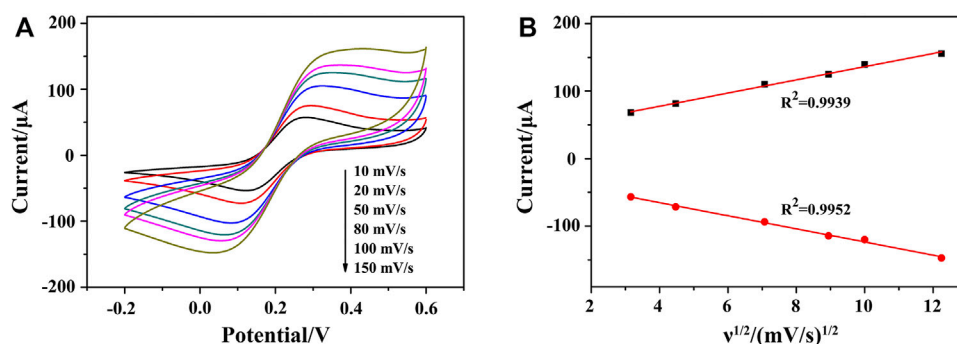 A
Current/μA
200
100
0
-100
-200
-0.2
0.0
0.2
0.4
0.6
Potential/V
10 mV/s
20 mV/s
50 mV/s
80 mV/s
100 mV/s
150 mV/s
B
Current/μA
200
100
0
-100
2
4
6
8
10
12
ν^1/2/(mV/s)^1/2
R²=0.9939
R²=0.9952